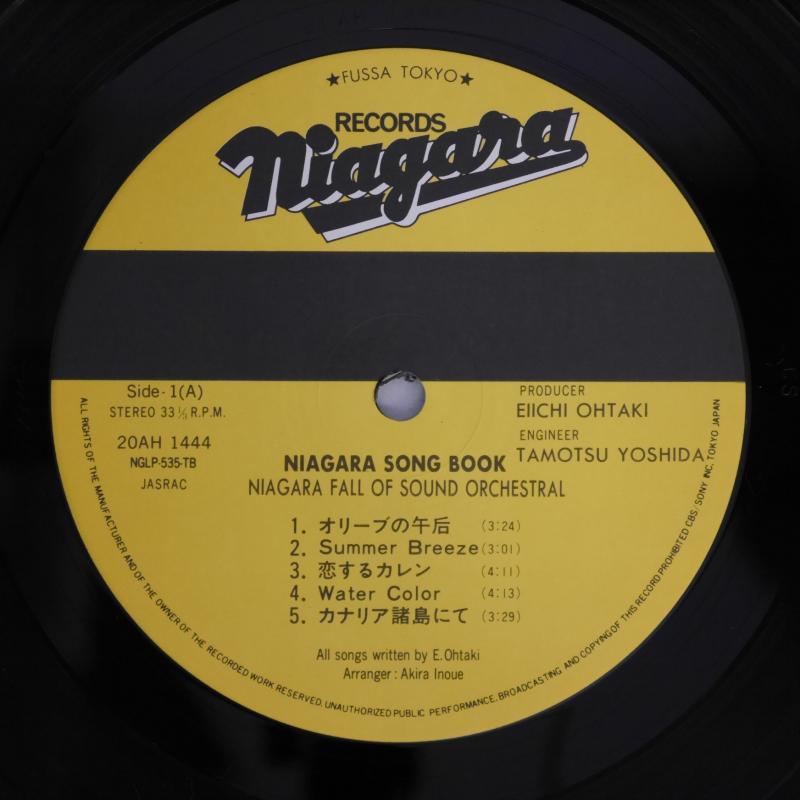 ★FUSSA TOKYO★
RECORDS
Niagara
Side-1(A)
STEREO 33 1/3 R.P.M.
20AH 1444
NGLP-535-TB
JASRAC
PRODUCER
EIICHI OHTAKI
ENGINEER
TAMOTSU YOSHIDA
NIAGARA SONG BOOK
NIAGARA FALL OF SOUND ORCHESTRAL
1. オリーブの午后 (3:24)
2. Summer Breeze (3:01)
3. 恋するカレン (4:11)
4. Water Color (4:13)
5. カナリア諸島にて (3:29)
All songs written by E.Ohtaki
Arranger : Akira Inoue
ALL RIGHTS OF THE MANUFACTURER AND OF THE OWNER OF THE RECORDED WORK RESERVED. UNAUTHORIZED PUBLIC PERFORMANCE, BROADCASTING AND COPYING OF THIS RECORD PROHIBITED CBS/SONY INC. TOKYO JAPAN